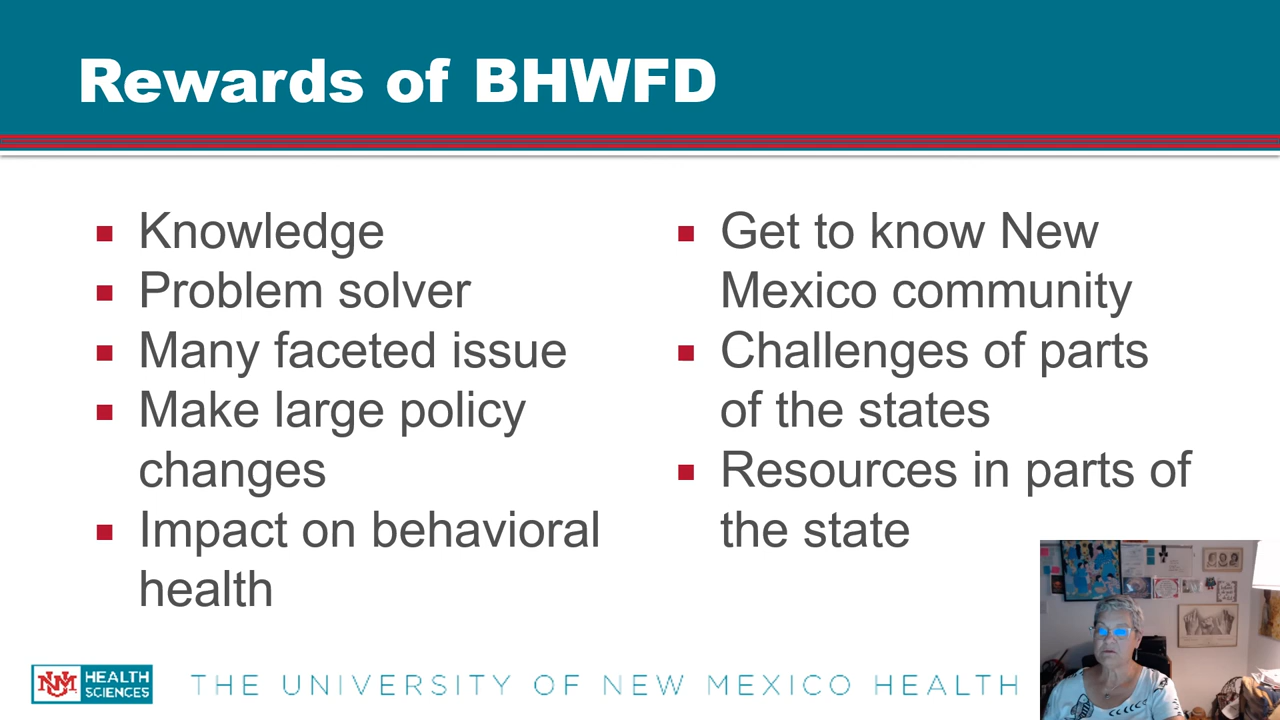 Rewards of BHWFD
Knowledge
Problem solver
Many faceted issue
Make large policy
changes
Impact on behavioral
health
Get to know New
Mexico community
Challenges of parts
of the states
Resources in parts of
the state
UNM HEALTH
SCIENCES
THE UNIVERSITY OF NEW MEXICO HEALTH